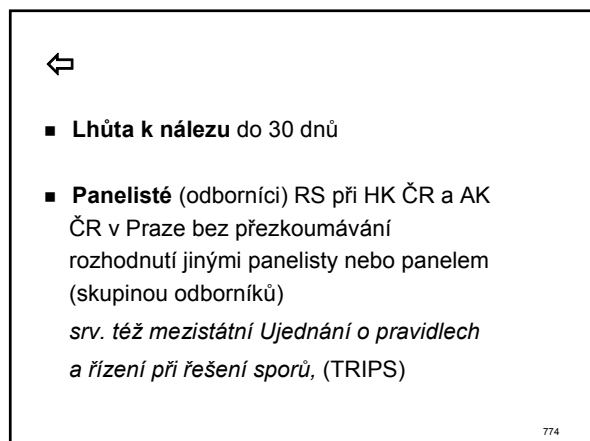 ⇦
▪ Lhůta k nálezu do 30 dnů
▪ Panelisté (odborníci) RS při HK ČR a AK
ČR v Praze bez přezkoumávání
rozhodnutí jinými panelisty nebo panelem
(skupinou odborníků)
srv. též mezistátní Ujednání o pravidlech
a řízení při řešení sporů, (TRIPS)
774